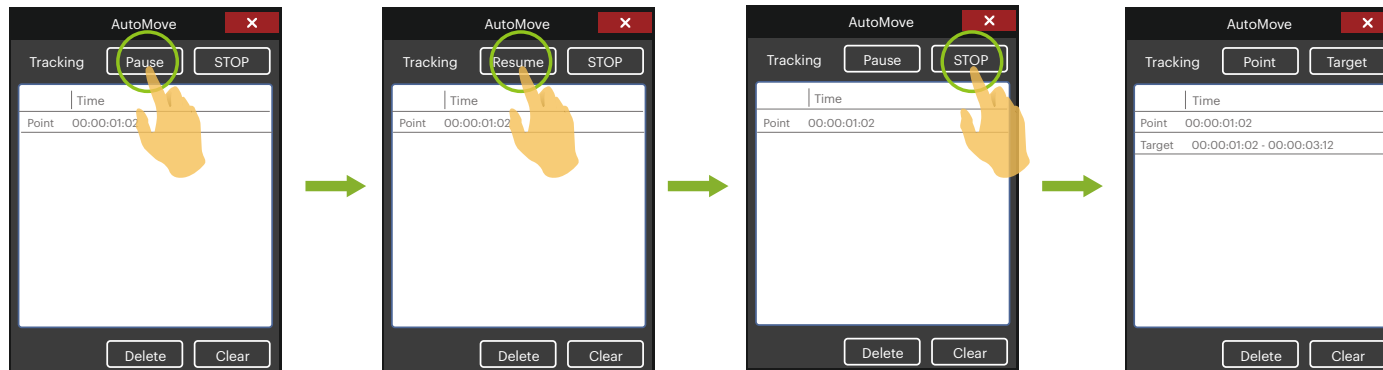 AutoMove ×
Tracking Pause STOP
Time
Point 00:00:01:02
Delete Clear
AutoMove ×
Tracking Resume STOP
Time
Point 00:00:01:02
Delete Clear
AutoMove ×
Tracking Pause STOP
Time
Point 00:00:01:02
Delete Clear
AutoMove ×
Tracking Point Target
Time
Point 00:00:01:02
Target 00:00:01:02 - 00:00:03:12
Delete Clear